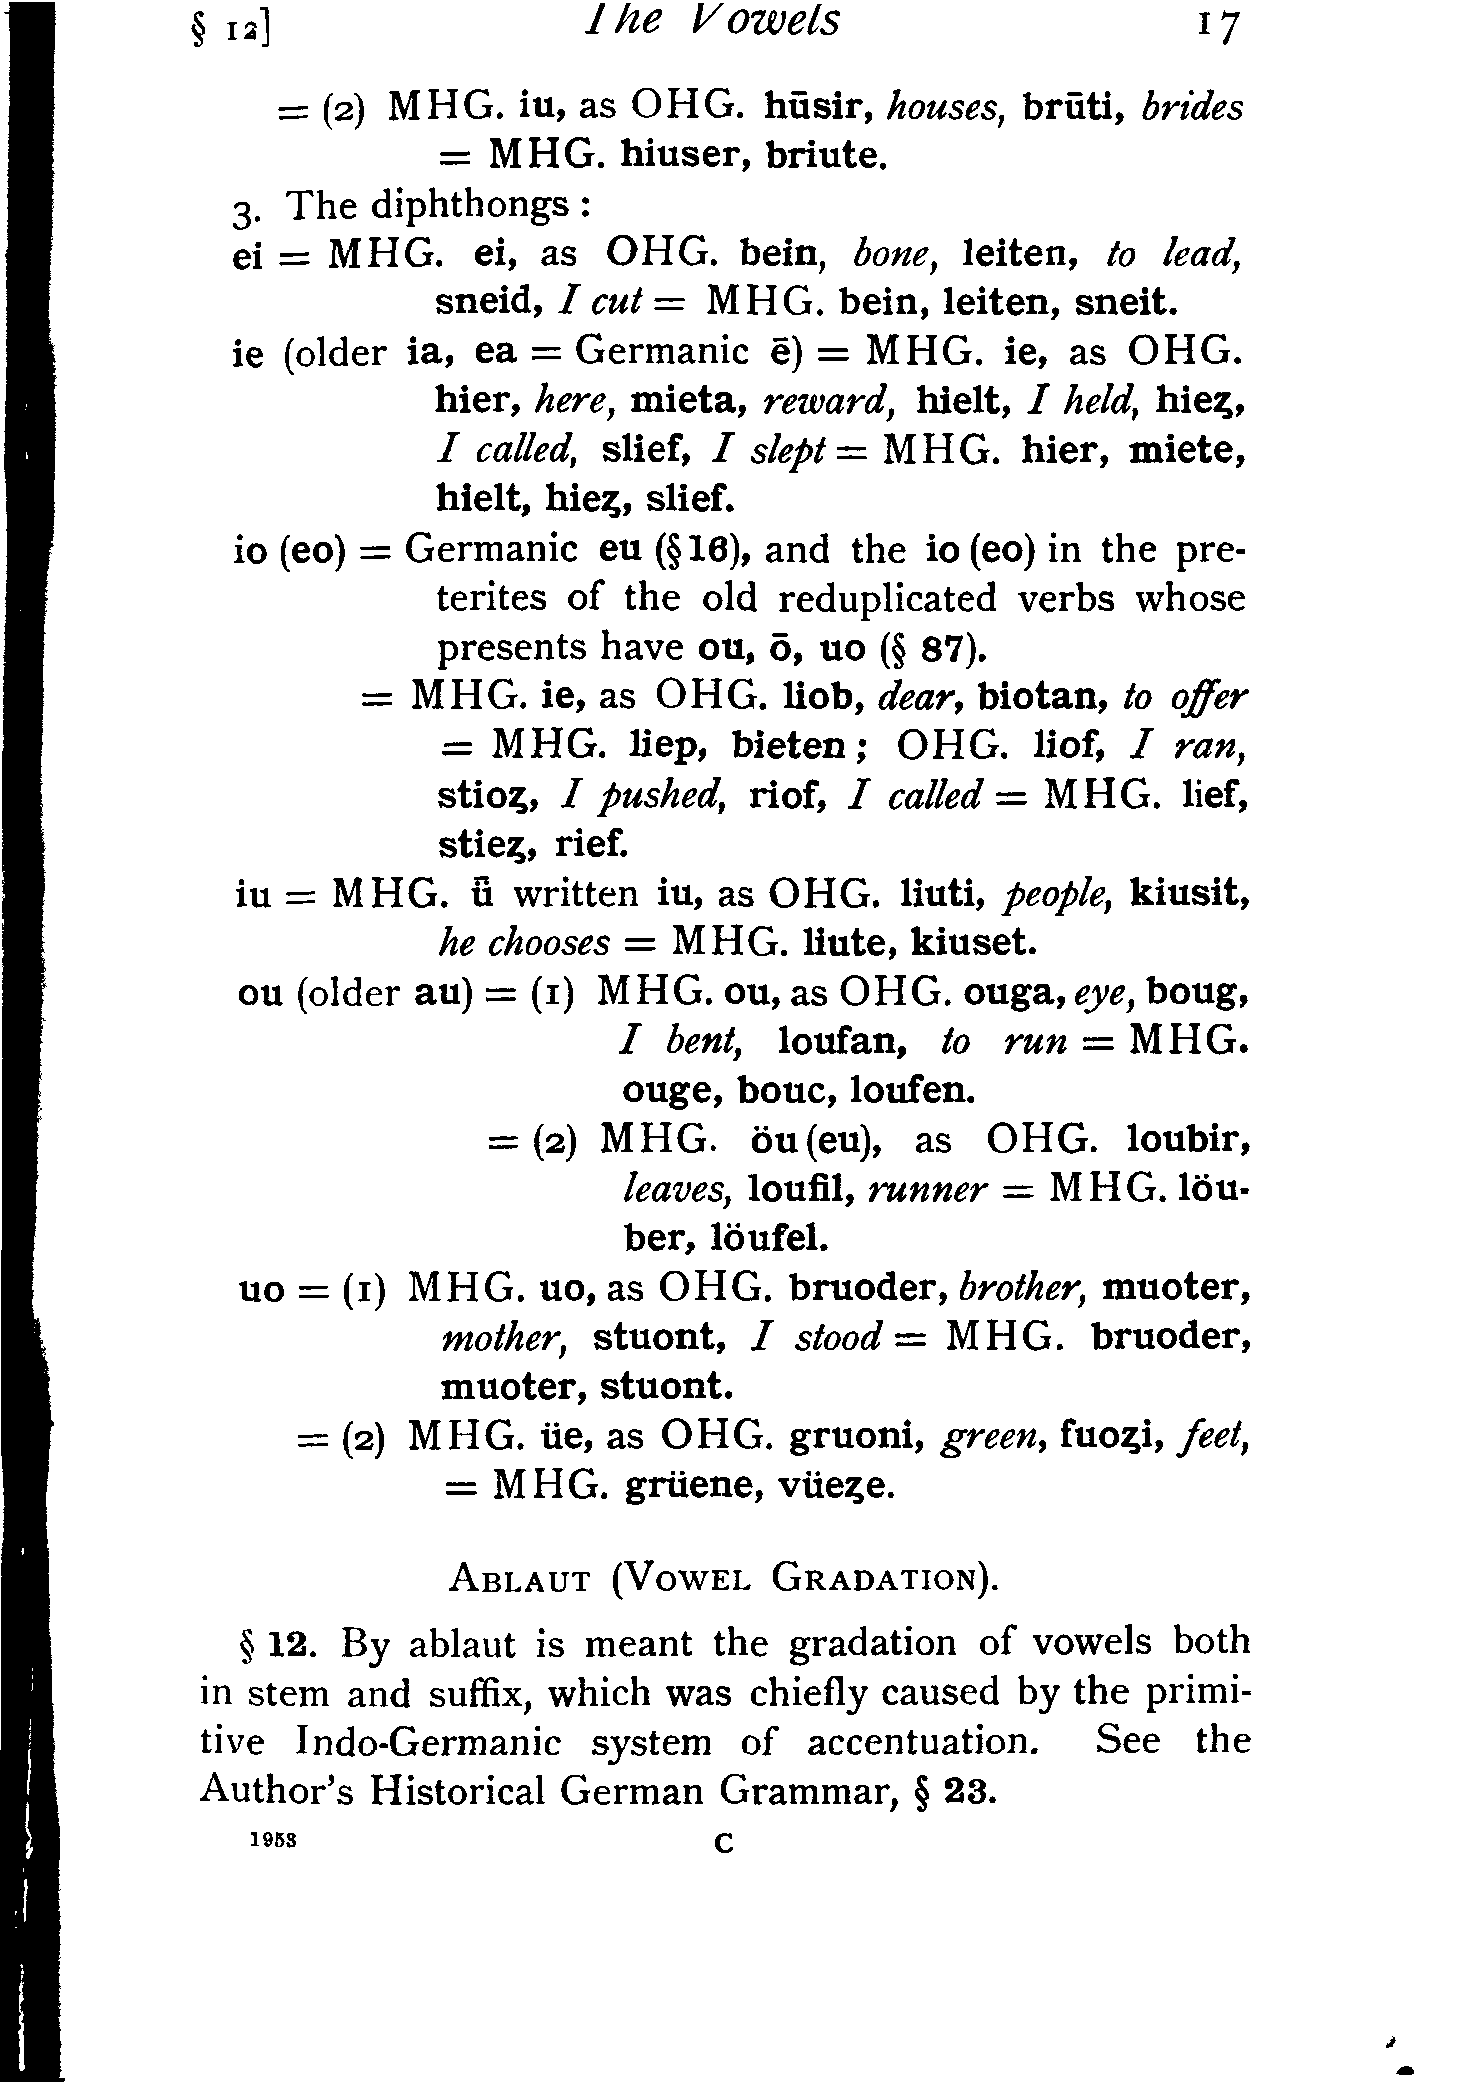 § 12] The Vowels 17
= (2) MHG. iu, as OHG. hūsir, houses, brūti, brides
= MHG. hiuser, briute.
3. The diphthongs :
ei = MHG. ei, as OHG. bein, bone, leiten, to lead,
sneid, I cut = MHG. bein, leiten, sneit.
ie (older ia, ea = Germanic ē) = MHG. ie, as OHG.
hier, here, mieta, reward, hielt, I held, hieȥ,
I called, slief, I slept = MHG. hier, miete,
hielt, hieȥ, slief.
io (eo) = Germanic eu (§ 16), and the io (eo) in the pre-
terites of the old reduplicated verbs whose
presents have ou, ō, uo (§ 87).
= MHG. ie, as OHG. liob, dear, biotan, to offer
= MHG. liep, bieten ; OHG. liof, I ran,
stioȥ, I pushed, riof, I called = MHG. lief,
stieȥ, rief.
iu = MHG. ǖ written iu, as OHG. liuti, people, kiusit,
he chooses = MHG. liute, kiuset.
ou (older au) = (1) MHG. ou, as OHG. ouga, eye, boug,
I bent, loufan, to run = MHG.
ouge, bouc, loufen.
= (2) MHG. öu (eu), as OHG. loubir,
leaves, loufil, runner = MHG. löu-
ber, löufel.
uo = (1) MHG. uo, as OHG. bruoder, brother, muoter,
mother, stuont, I stood = MHG. bruoder,
muoter, stuont.
= (2) MHG. üe, as OHG. gruoni, green, fuoȥi, feet,
= MHG. grüene, vüeȥe.
ABLAUT (VOWEL GRADATION).
§ 12. By ablaut is meant the gradation of vowels both
in stem and suffix, which was chiefly caused by the primi-
tive Indo-Germanic system of accentuation. See the
Author's Historical German Grammar, § 23.
1953 C